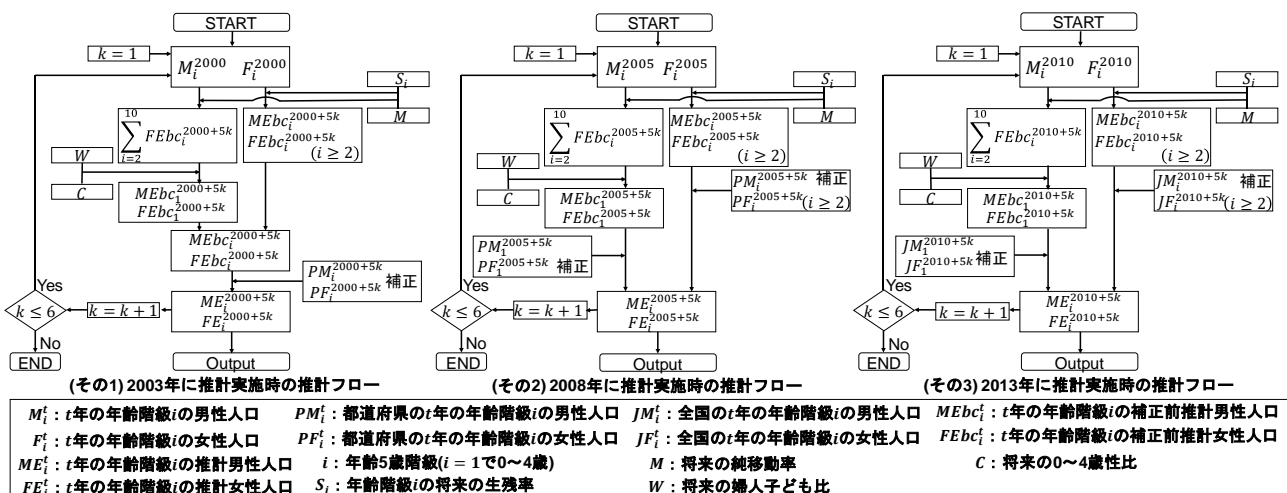 START
k = 1
M_i^{2000} F_i^{2000}
S_i
M
\sum_{i=2}^{10} FEbc_i^{2000+5k}
MEbc_i^{2000+5k}
FEbc_i^{2000+5k}
(i ≥ 2)
W
C
MEbc_1^{2000+5k}
FEbc_1^{2000+5k}
MEbc_i^{2000+5k}
FEbc_i^{2000+5k}
PM_i^{2000+5k} 補正
PF_i^{2000+5k}
Yes
k ≤ 6
k = k + 1
ME_i^{2000+5k}
FE_i^{2000+5k}
No
END
Output
(その1) 2003年に推計実施時の推計フロー
START
k = 1
M_i^{2005} F_i^{2005}
S_i
M
\sum_{i=2}^{10} FEbc_i^{2005+5k}
MEbc_i^{2005+5k}
FEbc_i^{2005+5k}
(i ≥ 2)
W
C
PM_i^{2005+5k} 補正
PF_i^{2005+5k} (i ≥ 2)
MEbc_1^{2005+5k}
FEbc_1^{2005+5k}
PM_1^{2005+5k}
PF_1^{2005+5k} 補正
Yes
k ≤ 6
k = k + 1
ME_i^{2005+5k}
FE_i^{2005+5k}
No
END
Output
(その2) 2008年に推計実施時の推計フロー
START
k = 1
M_i^{2010} F_i^{2010}
S_i
M
\sum_{i=2}^{10} FEbc_i^{2010+5k}
MEbc_i^{2010+5k}
FEbc_i^{2010+5k}
(i ≥ 2)
W
C
JM_i^{2010+5k} 補正
JF_i^{2010+5k} (i ≥ 2)
MEbc_1^{2010+5k}
FEbc_1^{2010+5k}
JM_1^{2010+5k}
JF_1^{2010+5k} 補正
Yes
k ≤ 6
k = k + 1
ME_i^{2010+5k}
FE_i^{2010+5k}
No
END
Output
(その3) 2013年に推計実施時の推計フロー
M_i^t：t年の年齢階級iの男性人口 PM_i^t：都道府県のt年の年齢階級iの男性人口 JM_i^t：全国のt年の年齢階級iの男性人口 MEbc_i^t：t年の年齢階級iの補正前推計男性人口
F_i^t：t年の年齢階級iの女性人口 PF_i^t：都道府県のt年の年齢階級iの女性人口 JF_i^t：全国のt年の年齢階級iの女性人口 FEbc_i^t：t年の年齢階級iの補正前推計女性人口
ME_i^t：t年の年齢階級iの推計男性人口 i：年齢5歳階級(i = 1で0～4歳) M：将来の純移動率 C：将来の0～4歳性比
FE_i^t：t年の年齢階級iの推計女性人口 S_i：年齢階級iの将来の生残率 W：将来の婦人子ども比